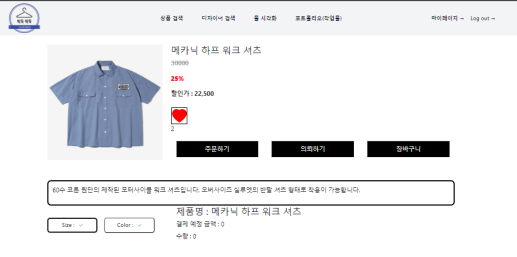 상품 검색
디자이너 검색
룰 시각화
포트폴리오(작업물)
마이페이지 →
Log out →
메카닉 하프 워크 셔츠
30000
25%
할인가 : 22,500
2
주문하기
의뢰하기
장바구니
60수 코튼 원단의 제작된 모터사이클 워크 셔츠입니다. 오버사이즈 실루엣의 반팔 셔츠 형태로 착용이 가능합니다.
제품명 : 메카닉 하프 워크 셔츠
Size :
Color :
결제 예정 금액 : 0
수량 : 0